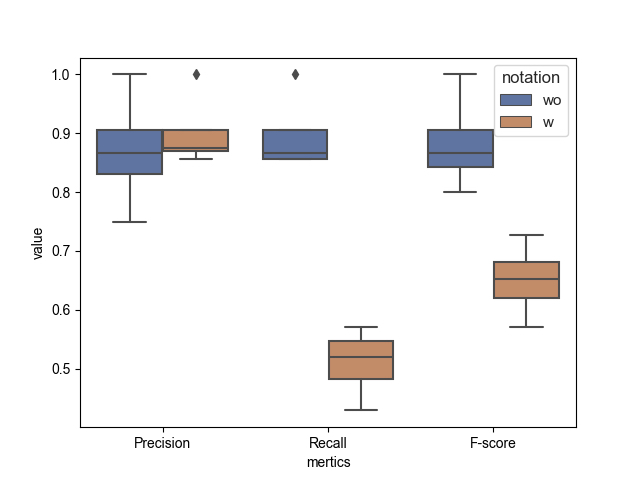 notation
wo
w
1.0
0.9
0.8
0.7
0.6
0.5
value
Precision
Recall
F-score
mertics